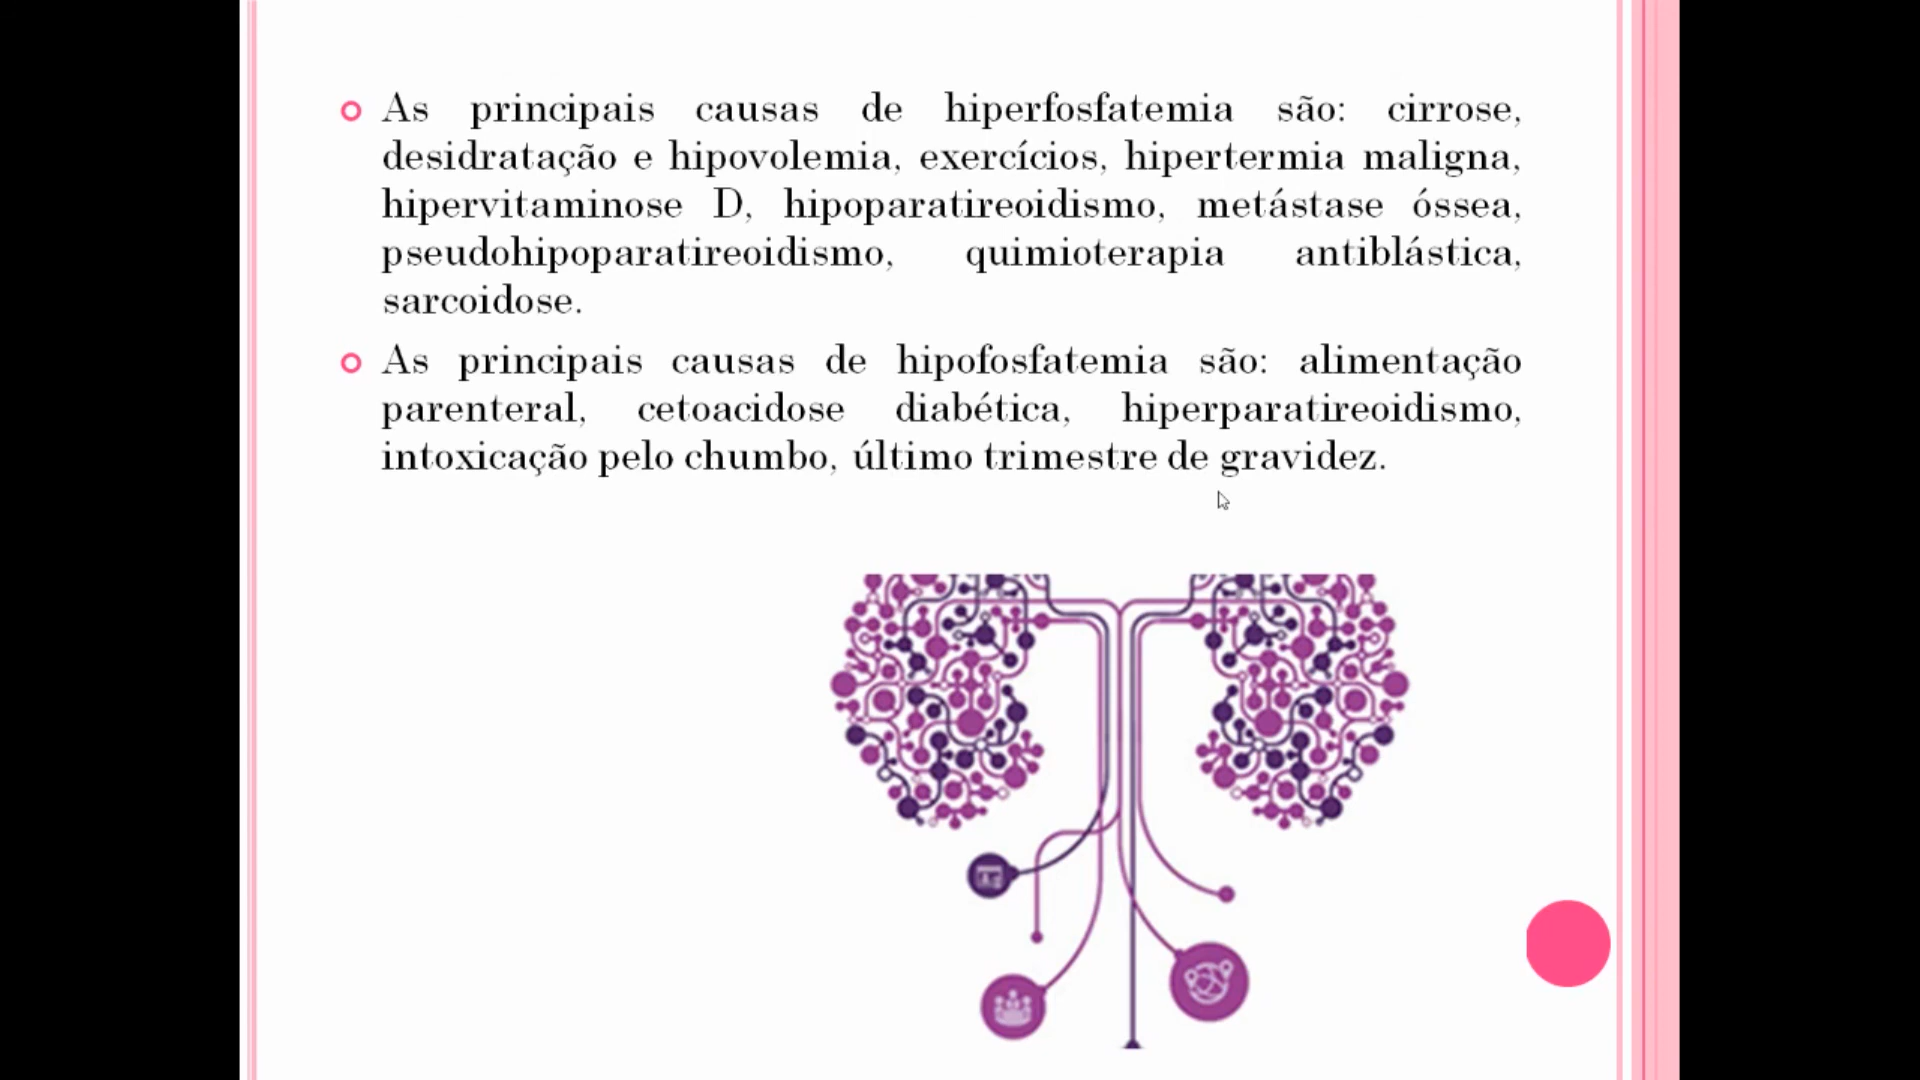 As principais causas de hiperfosfatemia são: cirrose,
desidratação e hipovolemia, exercícios, hipertermia maligna,
hipervitaminose D, hipoparatireoidismo, metástase óssea,
pseudohipoparatireoidismo, quimioterapia antiblástica,
sarcoidose.
As principais causas de hipofosfatemia são: alimentação
parenteral, cetoacidose diabética, hiperparatireoidismo,
intoxicação pelo chumbo, último trimestre de gravidez.